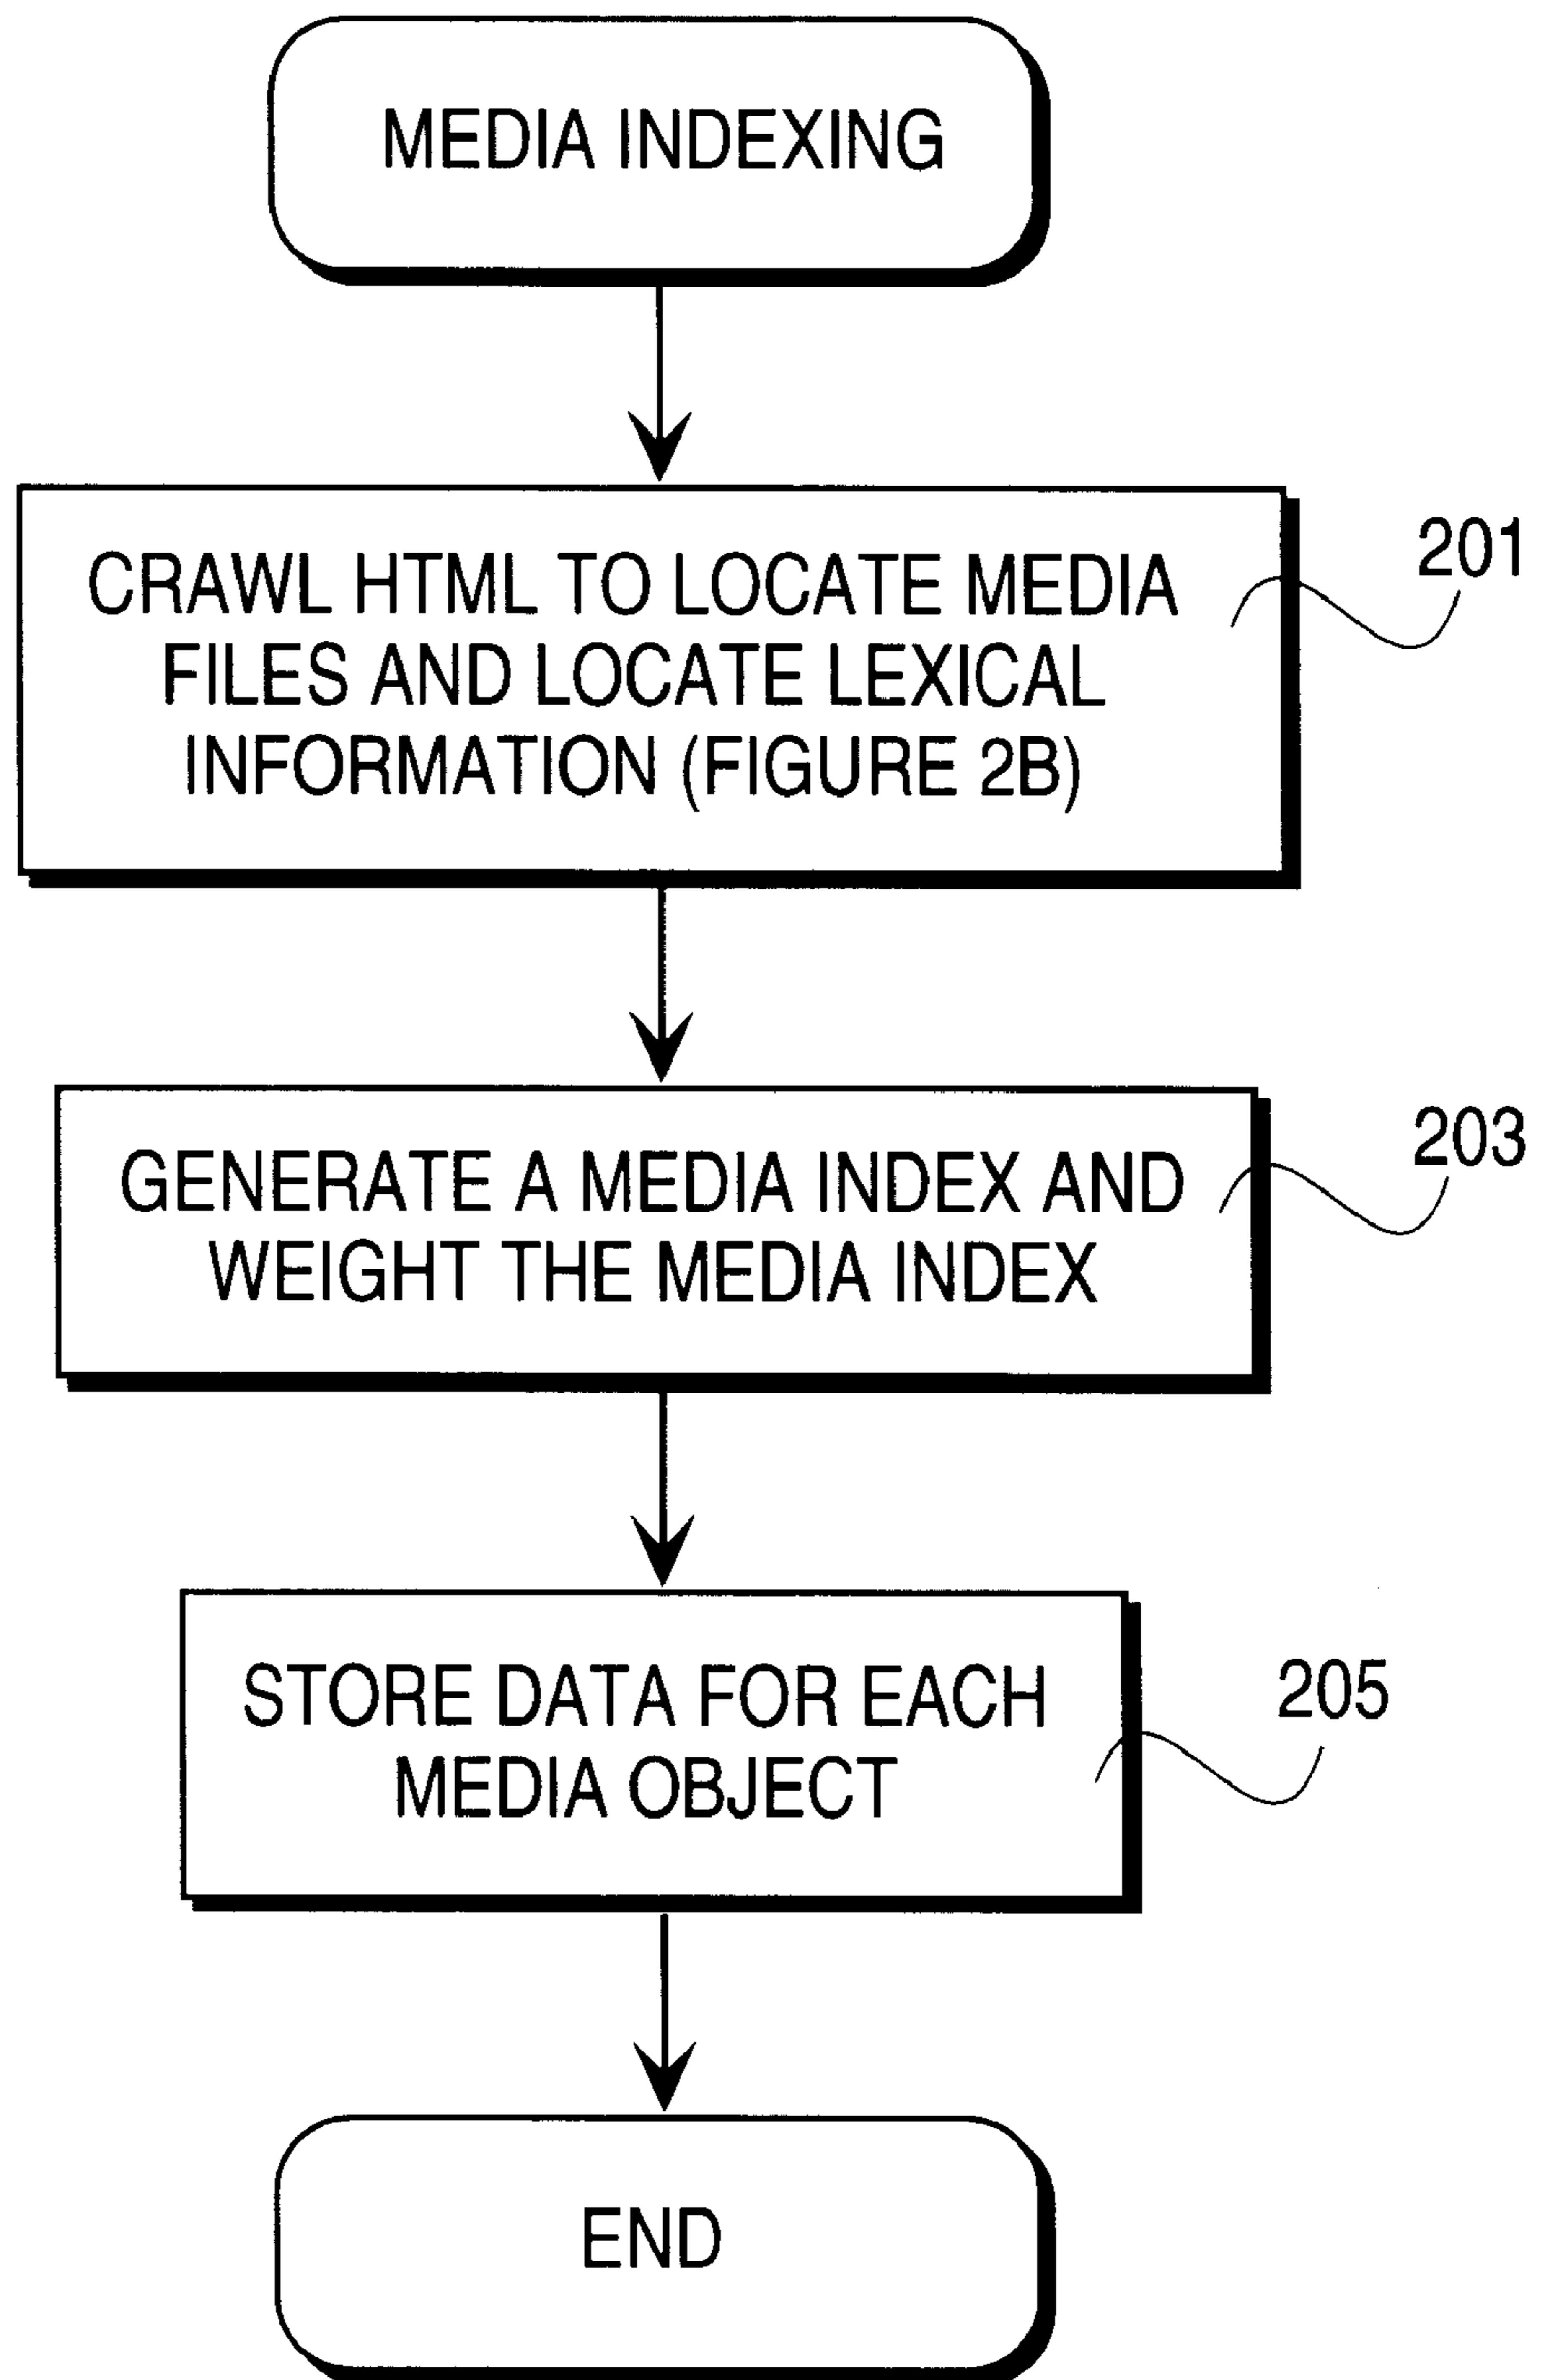 MEDIA INDEXING
CRAWL HTML TO LOCATE MEDIA
FILES AND LOCATE LEXICAL
INFORMATION (FIGURE 2B)
201
GENERATE A MEDIA INDEX AND
WEIGHT THE MEDIA INDEX
203
STORE DATA FOR EACH
MEDIA OBJECT
205
END